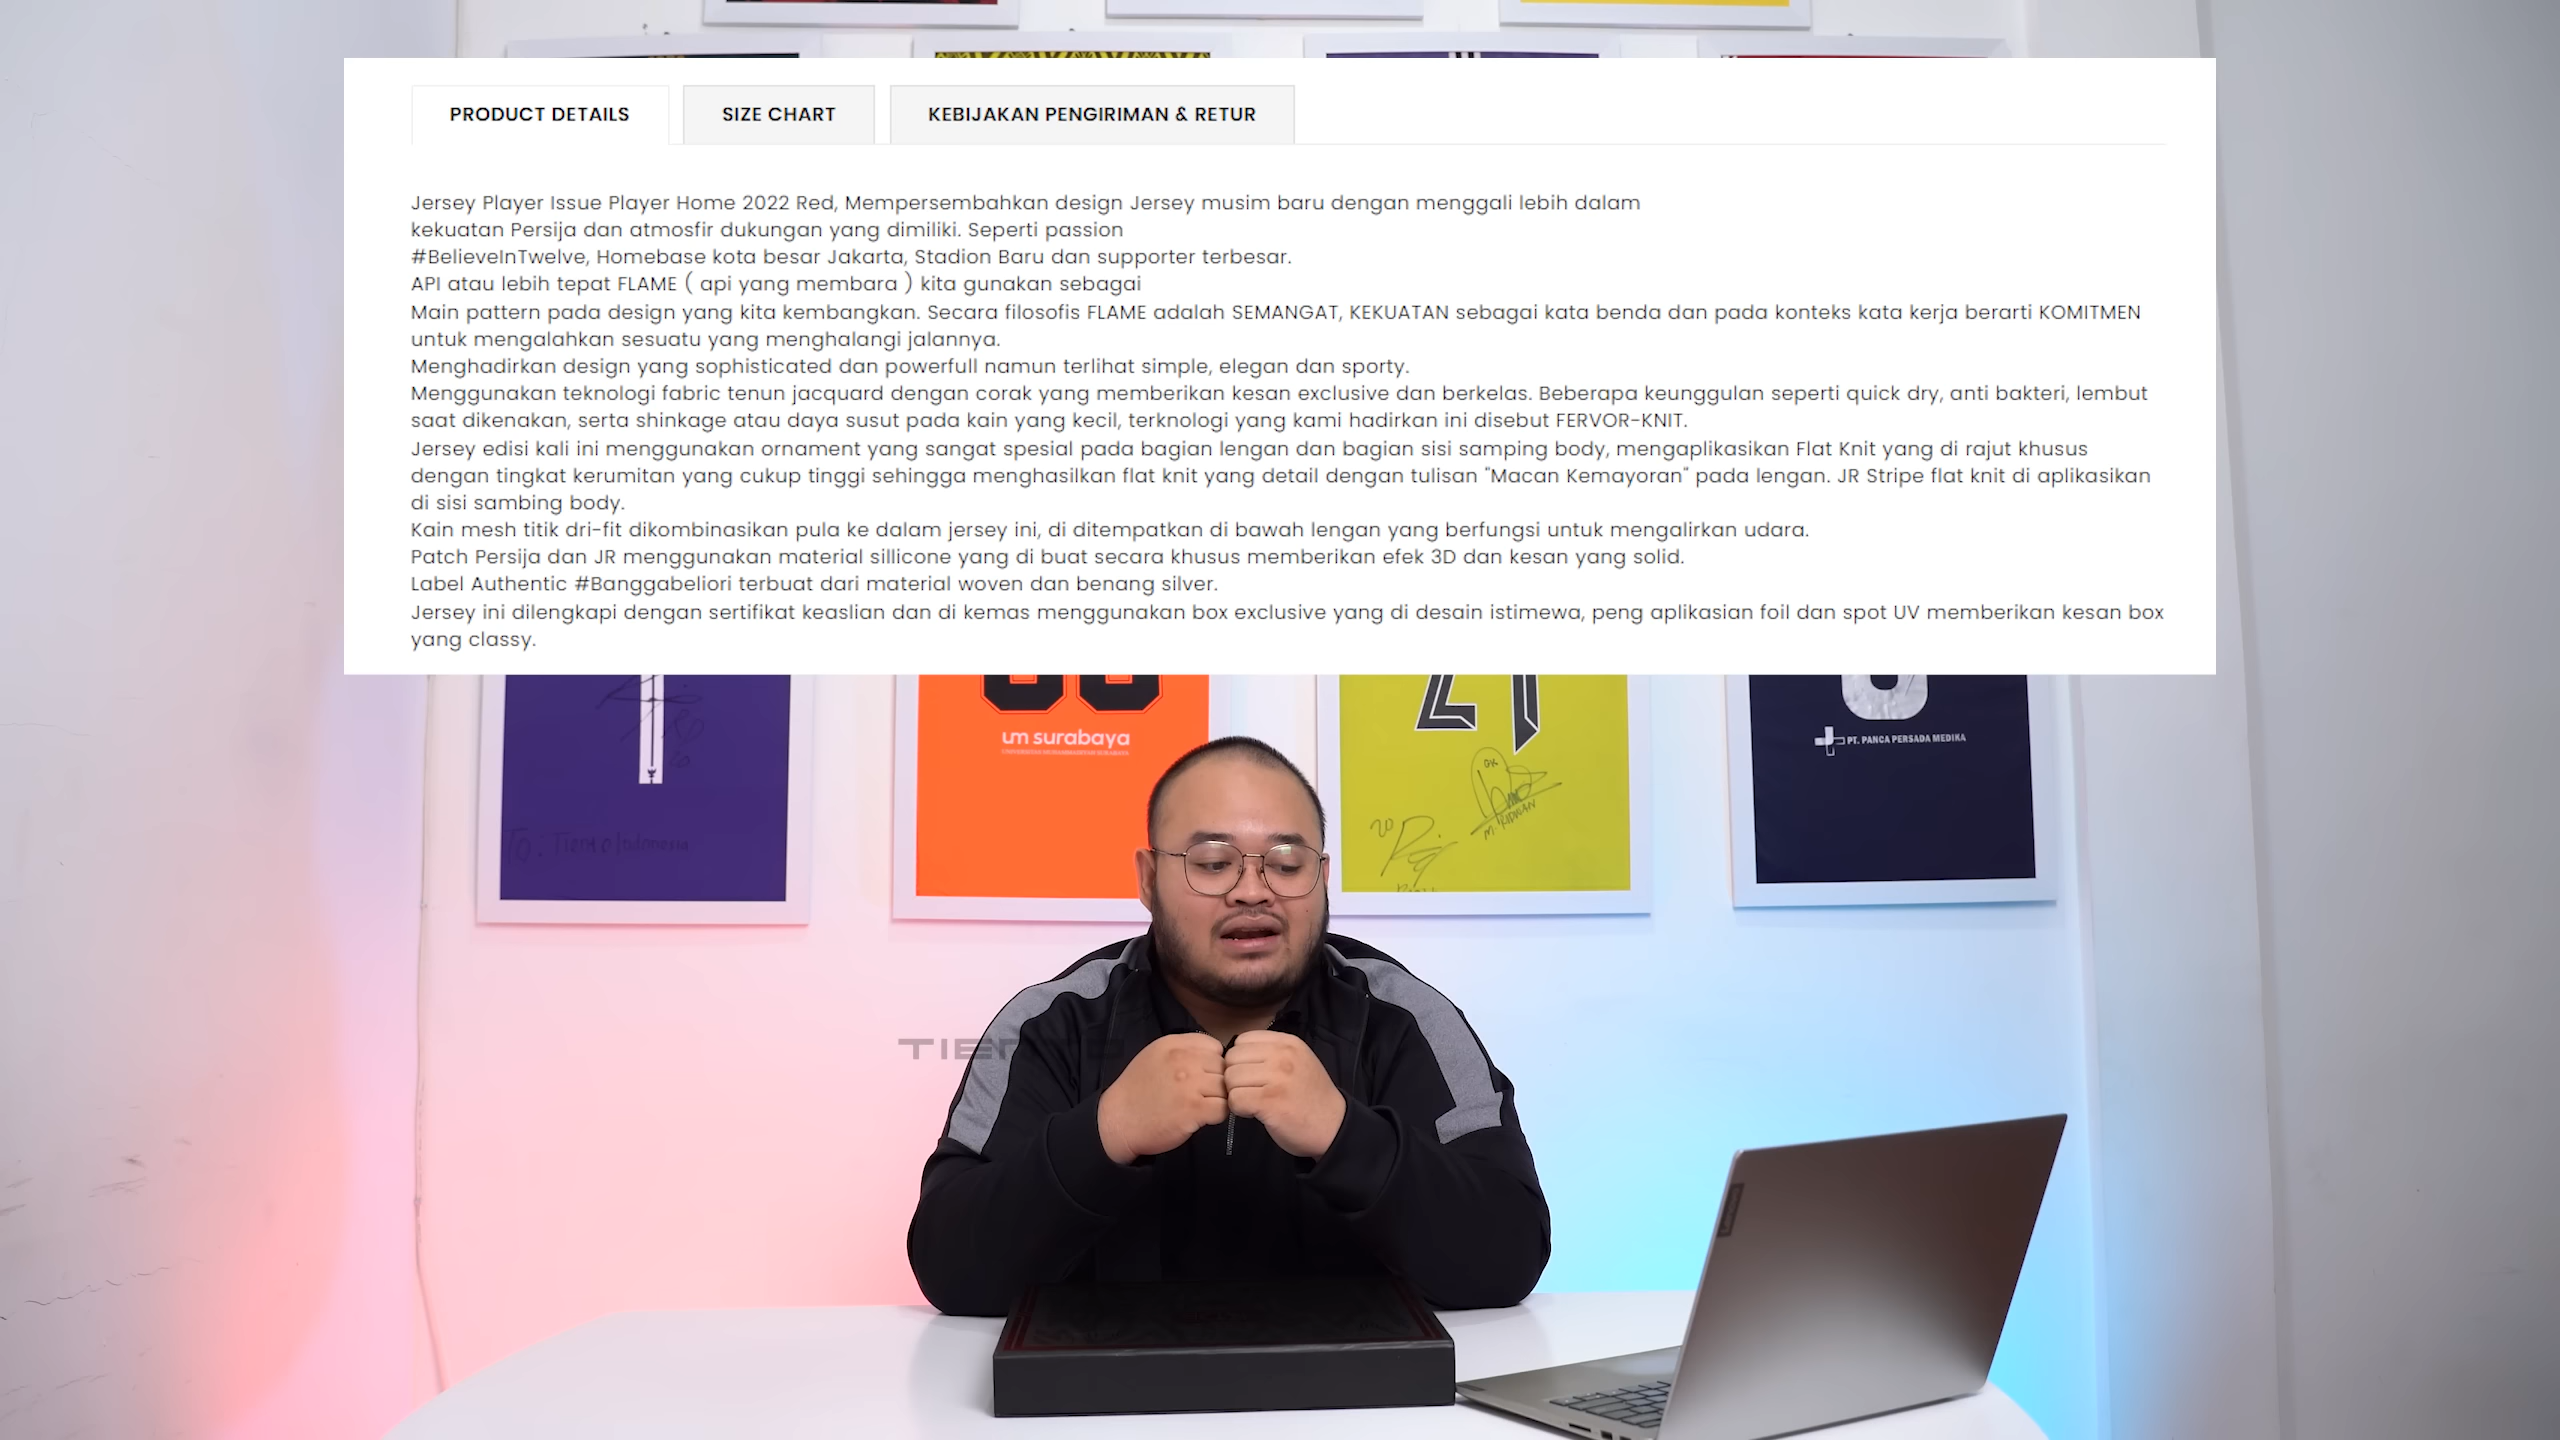 PRODUCT DETAILS
SIZE CHART
KEBIJAKAN PENGIRIMAN & RETUR
Jersey Player Issue Player Home 2022 Red, Mempersembahkan design Jersey musim baru dengan menggali lebih dalam
kekuatan Persija dan atmosfir dukungan yang dimiliki. Seperti passion
#BelieveInTwelve, Homebase kota besar Jakarta, Stadion Baru dan supporter terbesar.
API atau lebih tepat FLAME ( api yang membara ) kita gunakan sebagai
Main pattern pada design yang kita kembangkan. Secara filosofis FLAME adalah SEMANGAT, KEKUATAN sebagai kata benda dan pada konteks kata kerja berarti KOMITMEN
untuk mengalahkan sesuatu yang menghalangi jalannya.
Menghadirkan design yang sophisticated dan powerfull namun terlihat simple, elegan dan sporty.
Menggunakan teknologi fabric tenun jacquard dengan corak yang memberikan kesan exclusive dan berkelas. Beberapa keunggulan seperti quick dry, anti bakteri, lembut
saat dikenakan, serta shinkage atau daya susut pada kain yang kecil, terknologi yang kami hadirkan ini disebut FERVOR-KNIT.
Jersey edisi kali ini menggunakan ornament yang sangat spesial pada bagian lengan dan bagian sisi samping body, mengaplikasikan Flat Knit yang di rajut khusus
dengan tingkat kerumitan yang cukup tinggi sehingga menghasilkan flat knit yang detail dengan tulisan "Macan Kemayoran" pada lengan. JR Stripe flat knit di aplikasikan
di sisi sambing body.
Kain mesh titik dri-fit dikombinasikan pula ke dalam jersey ini, di ditempatkan di bawah lengan yang berfungsi untuk mengalirkan udara.
Patch Persija dan JR menggunakan material sillicone yang di buat secara khusus memberikan efek 3D dan kesan yang solid.
Label Authentic #Banggabeliori terbuat dari material woven dan benang silver.
Jersey ini dilengkapi dengan sertifikat keaslian dan di kemas menggunakan box exclusive yang di desain istimewa, peng aplikasian foil dan spot UV memberikan kesan box
yang classy.
21
um surabaya
UNIVERSITAS MUHAMMADIYAH SURABAYA
PT. PANCA PERSADA MEDIKA
GK
M. RIDWAN
20
To: Tiento Indonesia
TIENTO